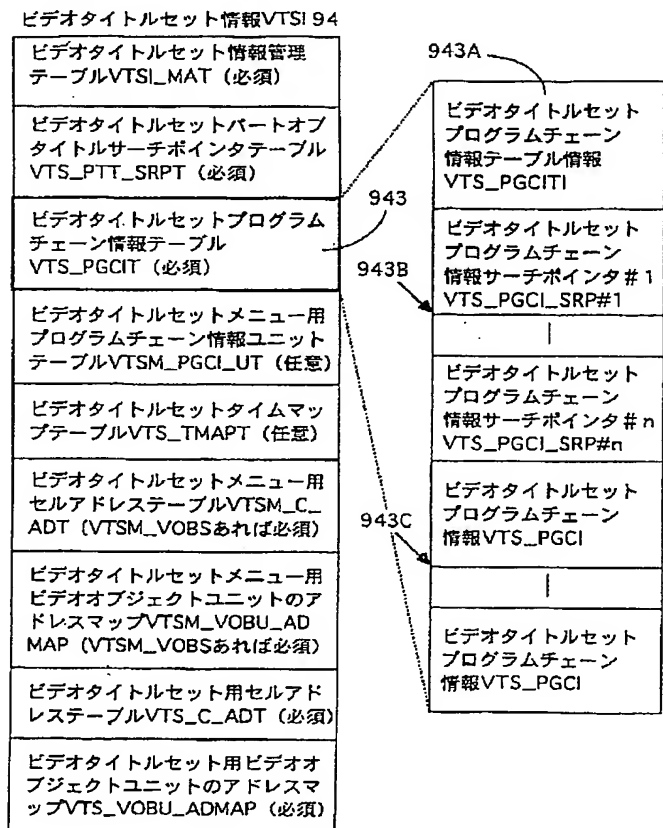 ビデオタイトルセット情報VTSI 94
ビデオタイトルセット情報管理
テーブルVTSI_MAT（必須）
ビデオタイトルセットパートオブ
タイトルサーチポインタテーブル
VTS_PTT_SRPT（必須）
ビデオタイトルセットプログラム
チェーン情報テーブル
VTS_PGCIT（必須）
ビデオタイトルセットメニュー用
プログラムチェーン情報ユニット
テーブルVTSM_PGCI_UT（任意）
ビデオタイトルセットタイムマッ
プテーブルVTS_TMAPT（任意）
ビデオタイトルセットメニュー用
セルアドレステーブルVTSM_C_
ADT（VTSM_VOBSあれば必須）
ビデオタイトルセットメニュー用
ビデオオブジェクトユニットのア
ドレスマップVTSM_VOBU_AD
MAP（VTSM_VOBSあれば必須）
ビデオタイトルセット用セルアド
レステーブルVTS_C_ADT（必須）
ビデオタイトルセット用ビデオオ
ブジェクトユニットのアドレスマ
ップVTS_VOBU_ADMAP（必須）
943
943A
943B
943C
ビデオタイトルセット
プログラムチェーン
情報テーブル情報
VTS_PGCITI
ビデオタイトルセット
プログラムチェーン
情報サーチポインタ＃1
VTS_PGCI_SRP#1
ビデオタイトルセット
プログラムチェーン
情報サーチポインタ＃n
VTS_PGCI_SRP#n
ビデオタイトルセット
プログラムチェーン
情報VTS_PGCI
ビデオタイトルセット
プログラムチェーン
情報VTS_PGCI